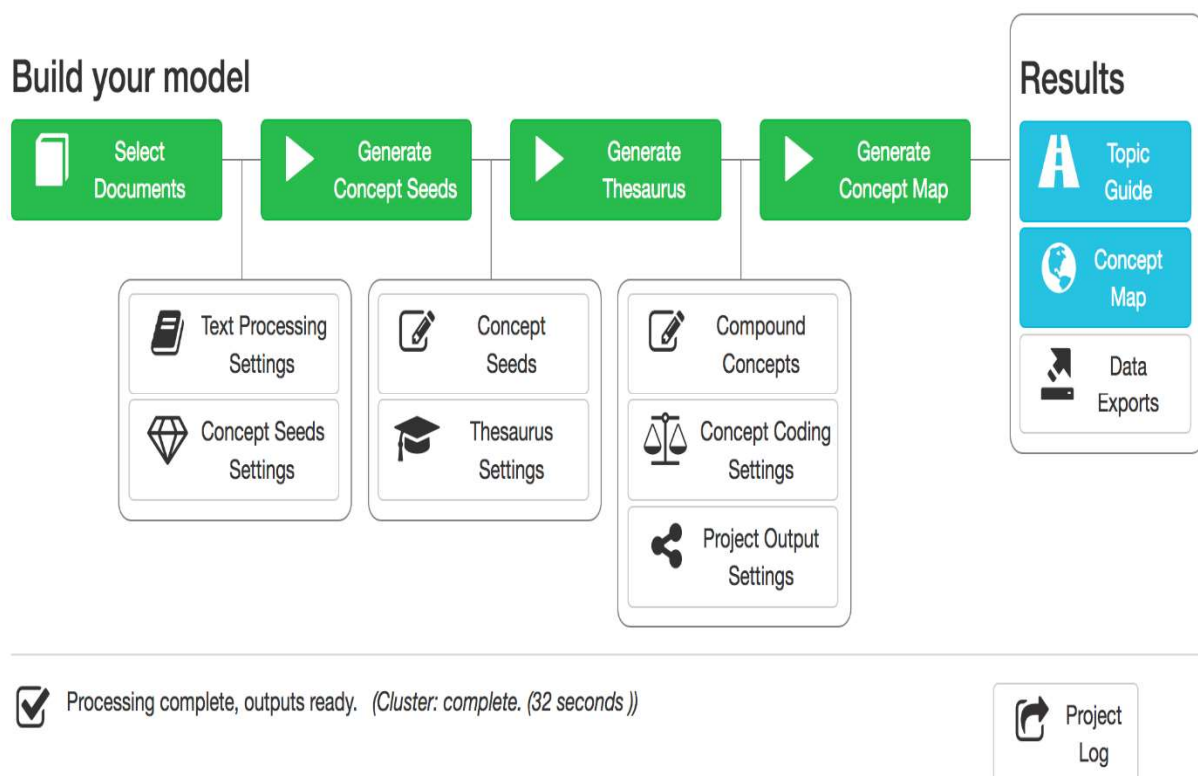 Build your model
Results
Select
Documents
Generate
Concept Seeds
Generate
Thesaurus
Generate
Concept Map
Topic
Guide
Concept
Map
Data
Exports
Text Processing
Settings
Concept Seeds
Settings
Concept
Seeds
Thesaurus
Settings
Compound
Concepts
Concept Coding
Settings
Project Output
Settings
Processing complete, outputs ready. (Cluster: complete. (32 seconds ))
Project
Log